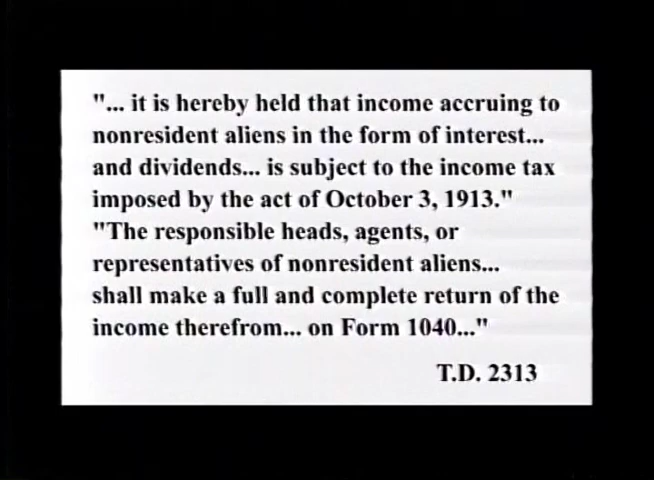 "... it is hereby held that income accruing to
nonresident aliens in the form of interest...
and dividends... is subject to the income tax
imposed by the act of October 3, 1913."
"The responsible heads, agents, or
representatives of nonresident aliens...
shall make a full and complete return of the
income therefrom... on Form 1040..."
T.D. 2313